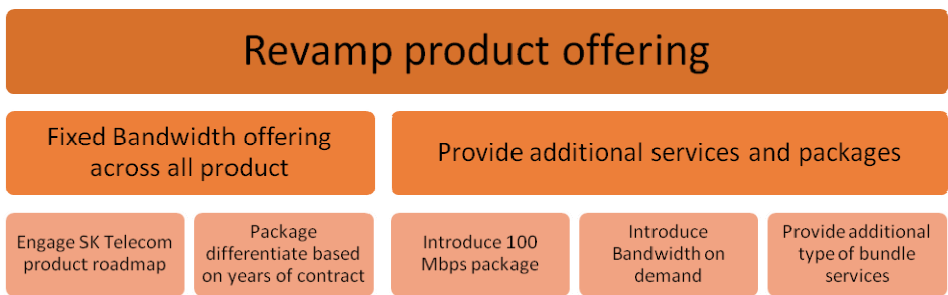 Revamp product offering
Fixed Bandwidth offering
across all product
Provide additional services and packages
Engage SK Telecom
product roadmap
Package
differentiate based
on years of contract
Introduce 100
Mbps package
Introduce
Bandwidth on
demand
Provide additional
type of bundle
services